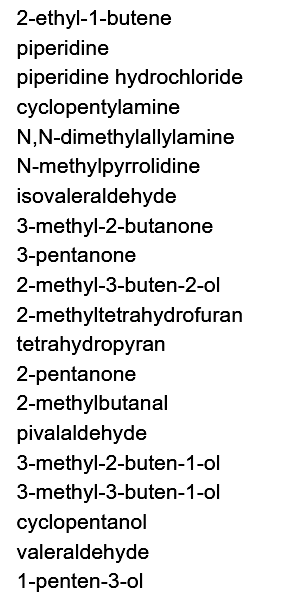 2-ethyl-1-butene
piperidine
piperidine hydrochloride
cyclopentylamine
N,N-dimethylallylamine
N-methylpyrrolidine
isovaleraldehyde
3-methyl-2-butanone
3-pentanone
2-methyl-3-buten-2-ol
2-methyltetrahydrofuran
tetrahydropyran
2-pentanone
2-methylbutanal
pivalaldehyde
3-methyl-2-buten-1-ol
3-methyl-3-buten-1-ol
cyclopentanol
valeraldehyde
1-penten-3-ol